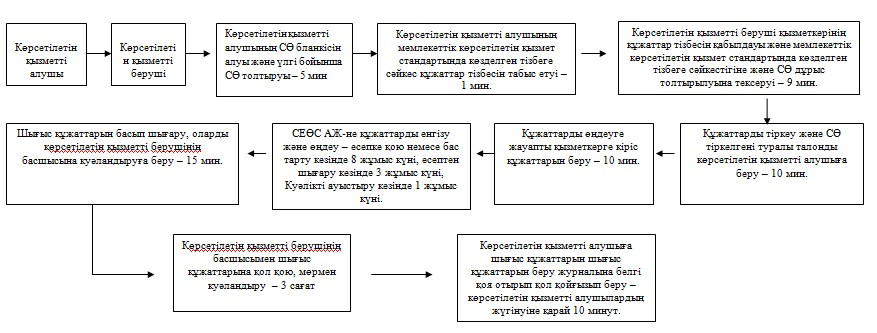 Көрсетілетін
қызметті
алушы
Көрсетілеті
н қызметті
беруші
Көрсетілетін қызметті
алушының СӨ бланкісін
алуы және үлгі бойынша
СӨ толтыруы – 5 мин
Көрсетілетін қызметті алушының
мемлекеттік көрсетілетін қызмет
стандартында көзделген тізбеге
сәйкес құжаттар тізбесін табыс етуі –
1 мин.
Көрсетілетін қызметті беруші қызметкерінің
құжаттар тізбесін қабылдауы және мемлекеттік
көрсетілетін қызмет стандартында көзделген
тізбеге сәйкестігіне және СӨ дұрыс
толтырылуына тексеруі – 9 мин.
Құжаттарды тіркеу және СӨ
тіркелгені туралы талонды
көрсетілетін қызметті алушыға
беру – 10 мин.
Құжаттарды өңдеуге
жауапты қызметкерге кіріс
құжаттарын беру – 10 мин.
СЕӨС АЖ-не құжаттарды енгізу
және өңдеу – есепке қою немесе бас
тарту кезінде 8 жұмыс күні, есептен
шығару кезінде 3 жұмыс күні,
Куәлікті ауыстыру кезінде 1 жұмыс
күні.
Шығыс құжаттарын басып шығару, оларды
көрсетілетін қызметті берушінің
басшысына куәландыруға беру – 15 мин.
Көрсетілетін қызметті берушінің
басшысымен шығыс
құжаттарына қол қою, мөрмен
куәландыру – 3 сағат
Көрсетілетін қызметті алушыға
шығыс құжаттарын шығыс
құжаттарын беру журналына белгі
қоя отырып қол қойғызып беру –
көрсетілетін қызметті алушылардың
жүгінуіне қарай 10 минут.